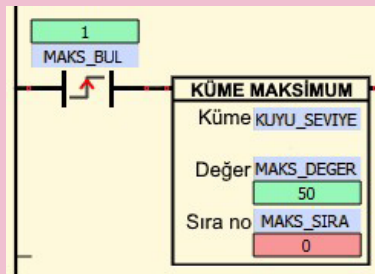 1
MAKS_BUL
KÜME MAKSİMUM
Küme KUYU_SEVIYE
Değer MAKS_DEGER
50
Sıra no MAKS_SIRA
0